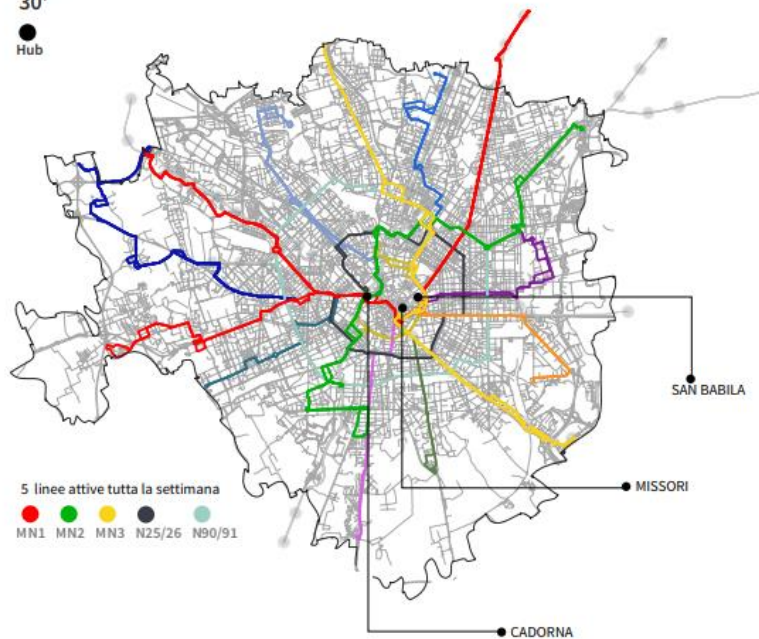 30'
Hub
SAN BABILA
MISSORI
5 linee attive tutta la settimana
MN1 MN2 MN3 N25/26 N90/91
CADORNA